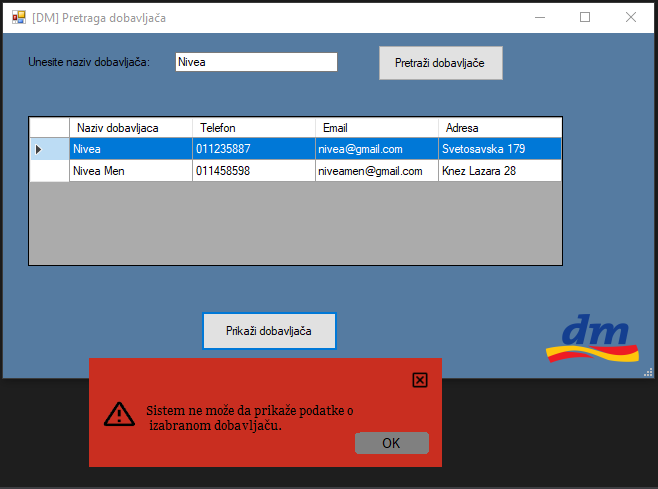 [DM] Pretraga dobavljača
Unesite naziv dobavljača: Nivea Pretraži dobavljače
Naziv dobavljaca Telefon Email Adresa
Nivea 011235887 nivea@gmail.com Svetosavska 179
Nivea Men 011458598 niveamen@gmail.com Knez Lazara 28
Prikaži dobavljača
dm
Sistem ne može da prikaže podatke o
izabranom dobavljaču.
OK